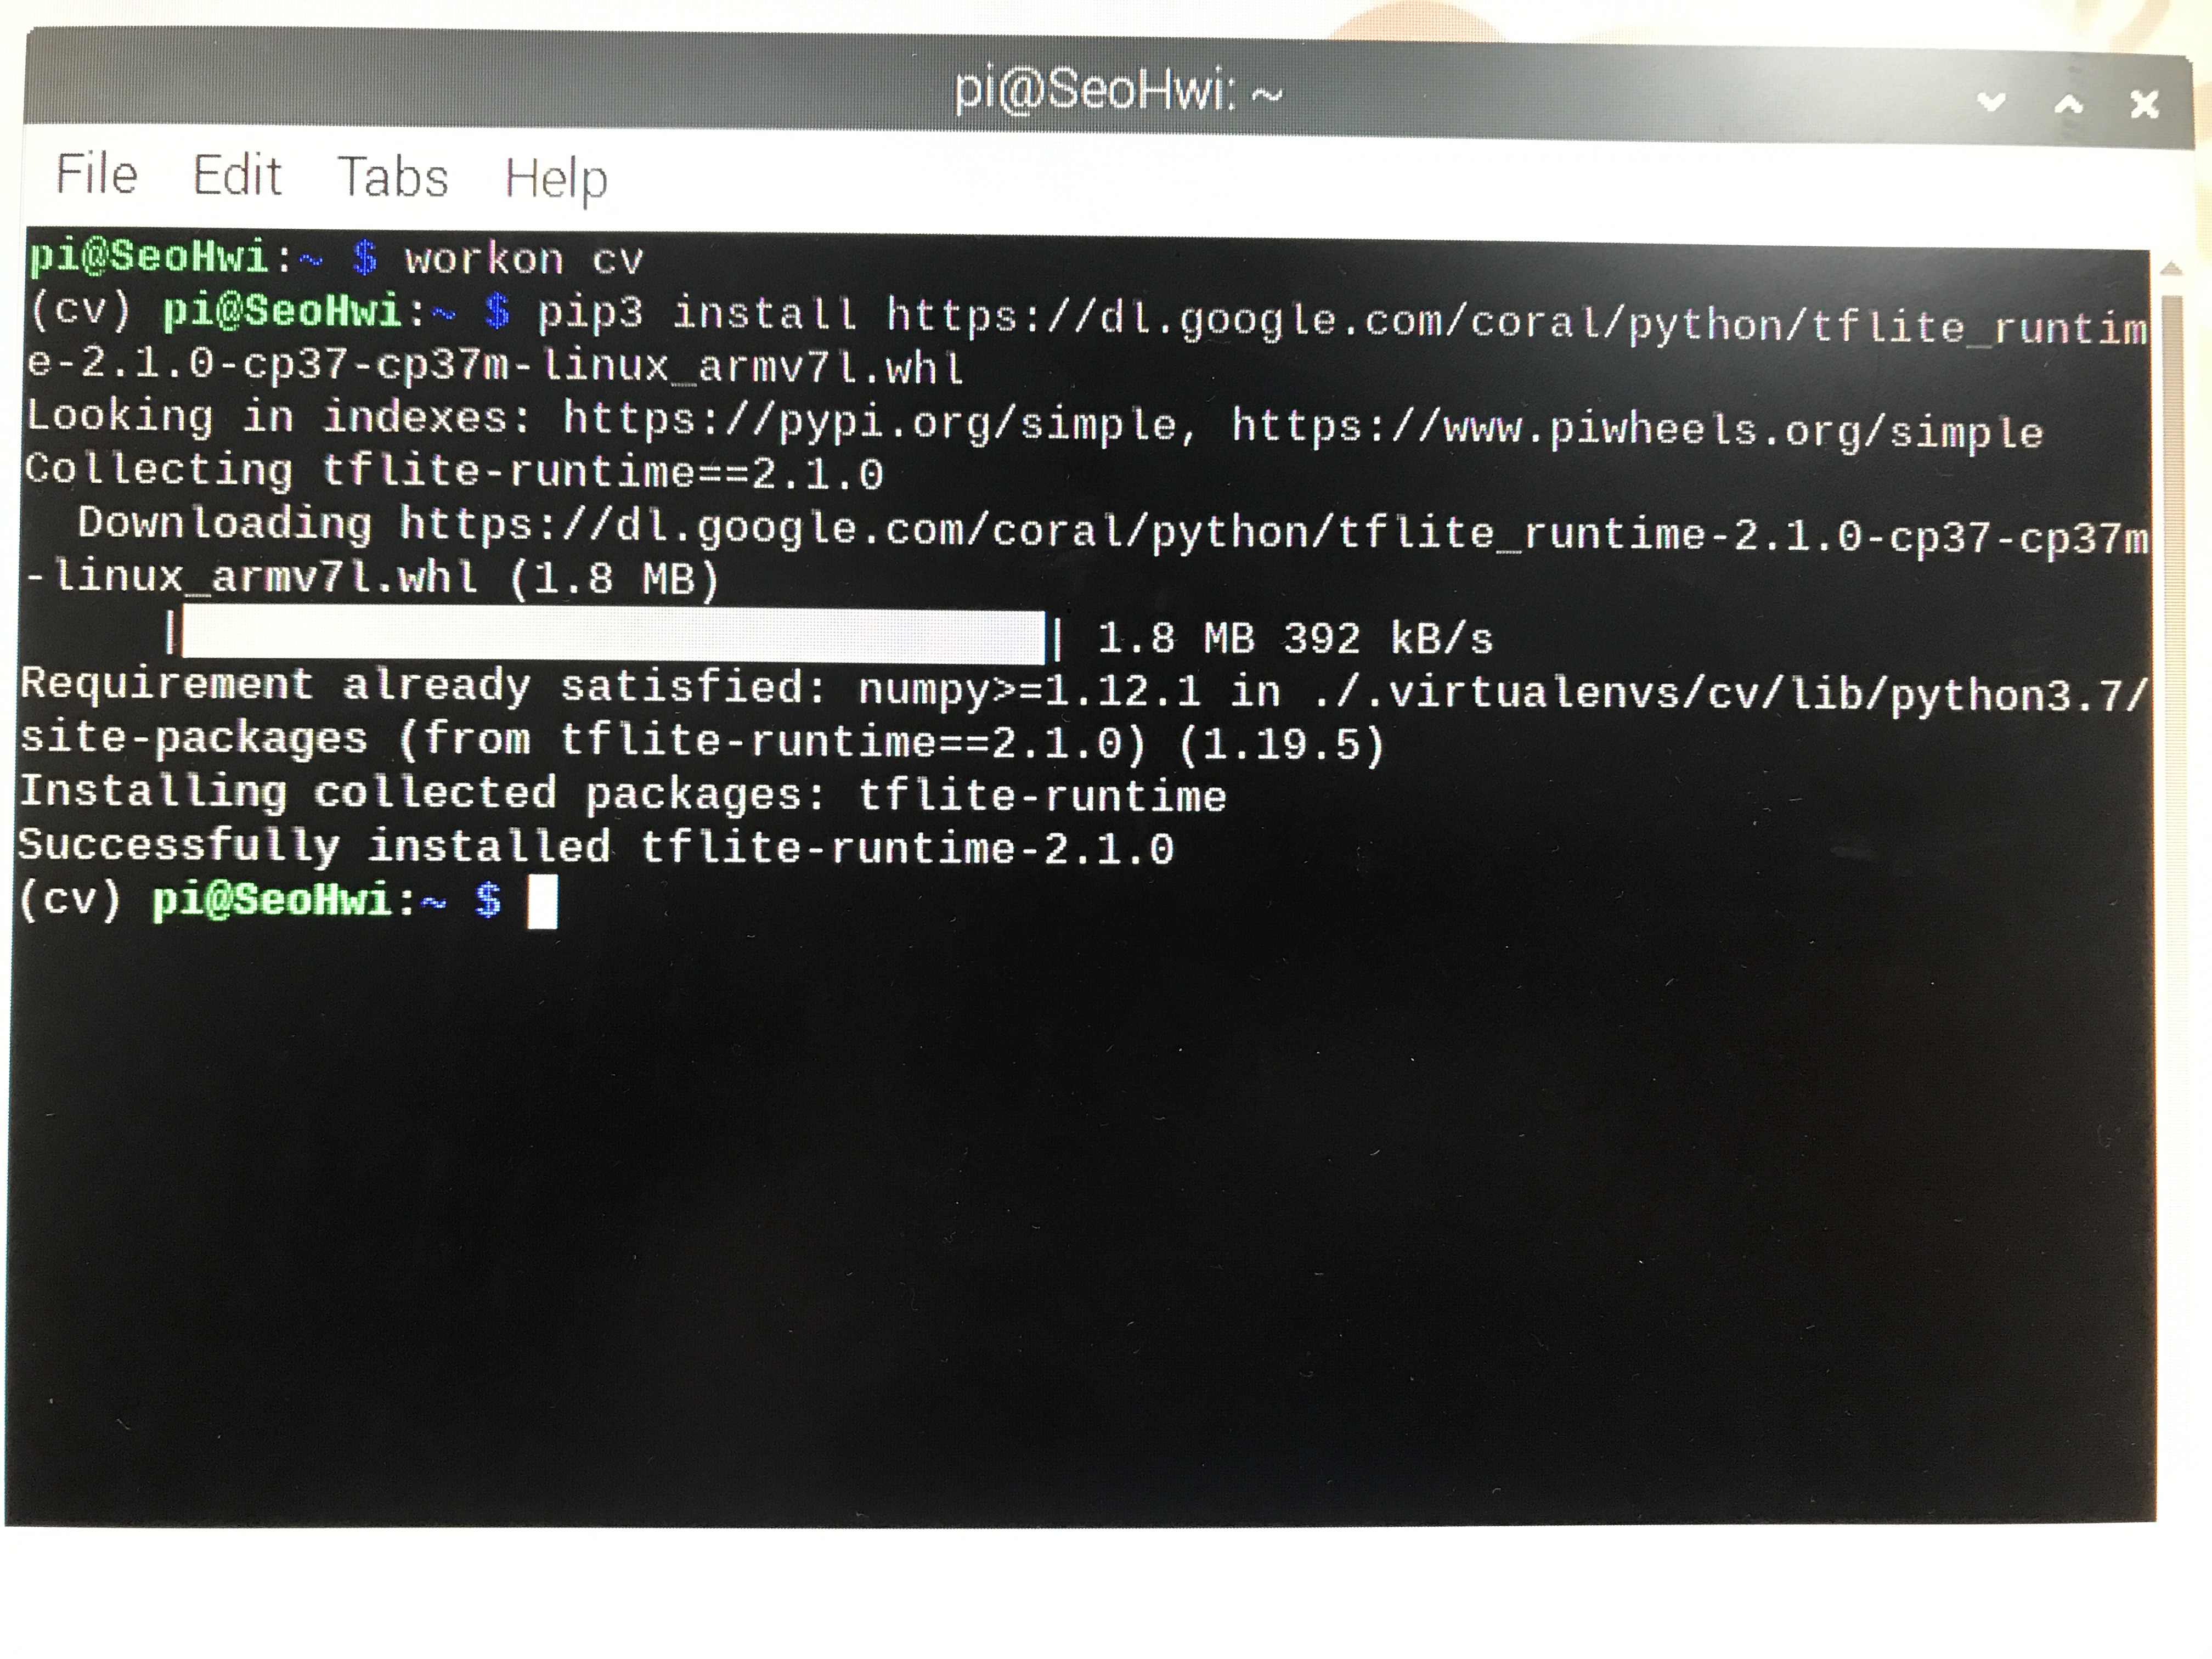 pi@SeoHwi: ~
File Edit Tabs Help
pi@SeoHwi:~ $ workon cv
(cv) pi@SeoHwi:~ $ pip3 install https://dl.google.com/coral/python/tflite_runtim
e-2.1.0-cp37-cp37m-linux_armv7l.whl
Looking in indexes: https://pypi.org/simple, https://www.piwheels.org/simple
Collecting tflite-runtime==2.1.0
  Downloading https://dl.google.com/coral/python/tflite_runtime-2.1.0-cp37-cp37m
-linux_armv7l.whl (1.8 MB)
| | 1.8 MB 392 kB/s
Requirement already satisfied: numpy>=1.12.1 in ./.virtualenvs/cv/lib/python3.7/
site-packages (from tflite-runtime==2.1.0) (1.19.5)
Installing collected packages: tflite-runtime
Successfully installed tflite-runtime-2.1.0
(cv) pi@SeoHwi:~ $